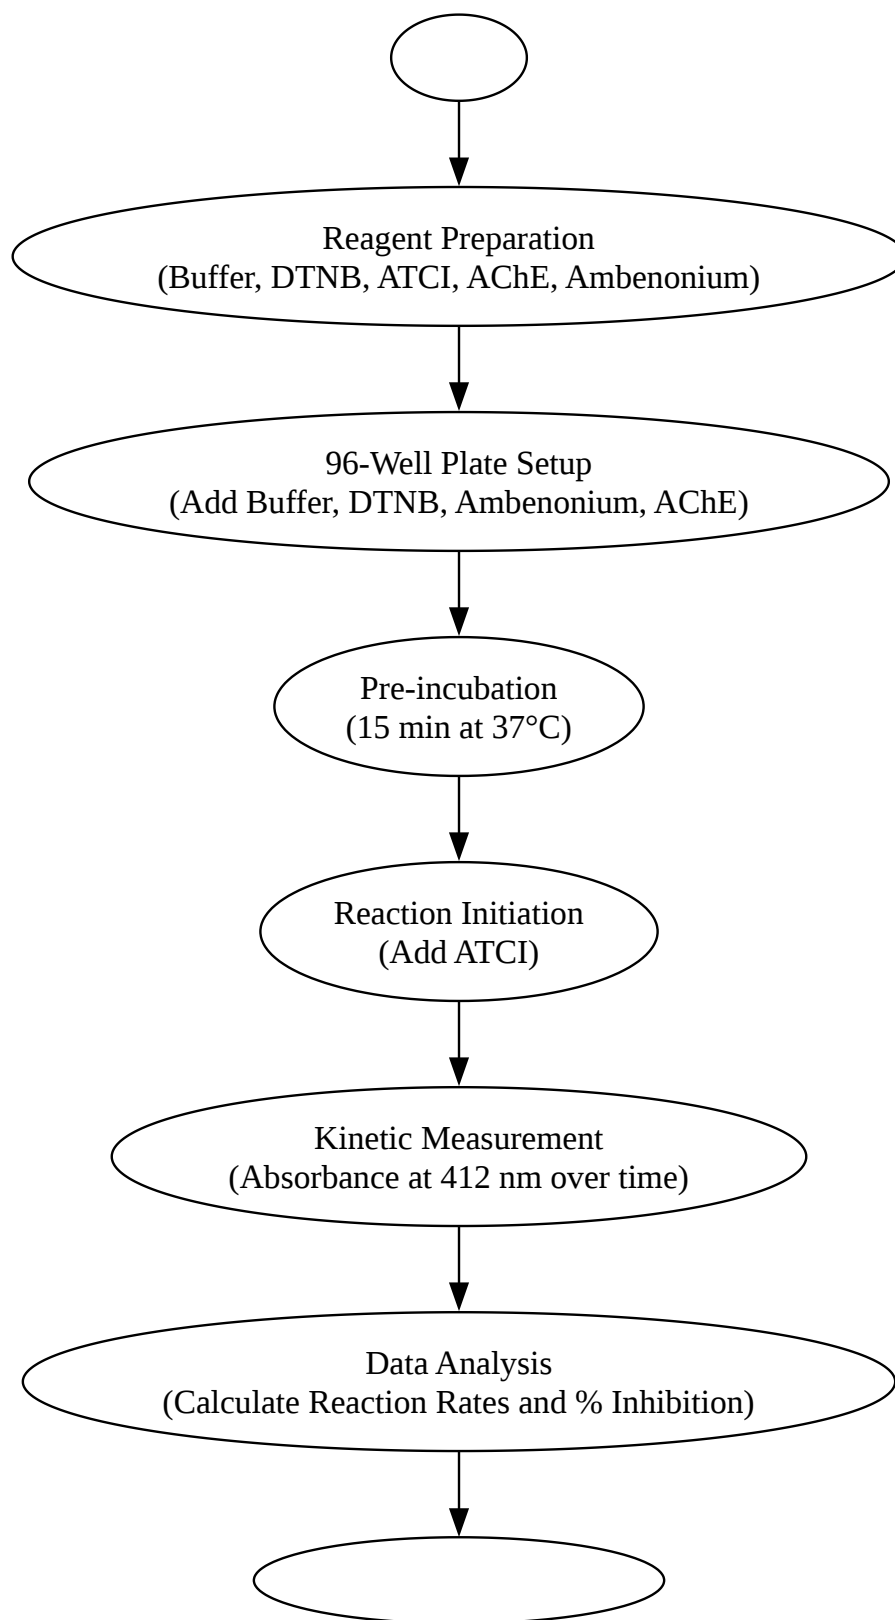 Reagent Preparation
(Buffer, DTNB, ATCI, AChE, Ambenonium)
96-Well Plate Setup
(Add Buffer, DTNB, Ambenonium, AChE)
Pre-incubation
(15 min at 37°C)
Reaction Initiation
(Add ATCI)
Kinetic Measurement
(Absorbance at 412 nm over time)
Data Analysis
(Calculate Reaction Rates and % Inhibition)